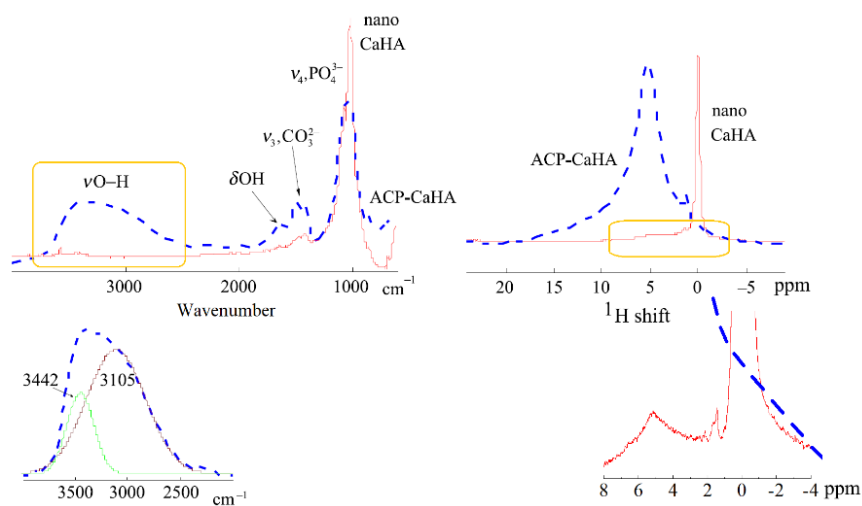 nano
CaHA
ν₄,PO₄³⁻
ν₃,CO₃²
νO–H
δOH
ACP-CaHA
3000 2000 1000 cm⁻¹
Wavenumber
nano
CaHA
ACP-CaHA
20 15 10 5 0 –5 ppm
¹H shift
3442 3105
3500 3000 2500 cm⁻¹
8 6 4 2 0 -2 -4 ppm